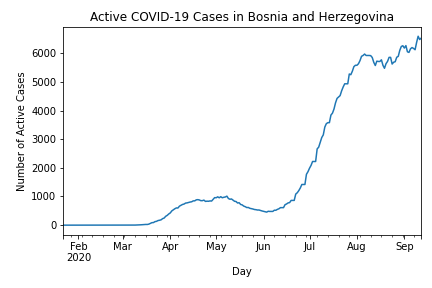 Active COVID-19 Cases in Bosnia and Herzegovina
Number of Active Cases
6000
5000
4000
3000
2000
1000
0
Feb Mar Apr May Jun Jul Aug Sep
2020
Day